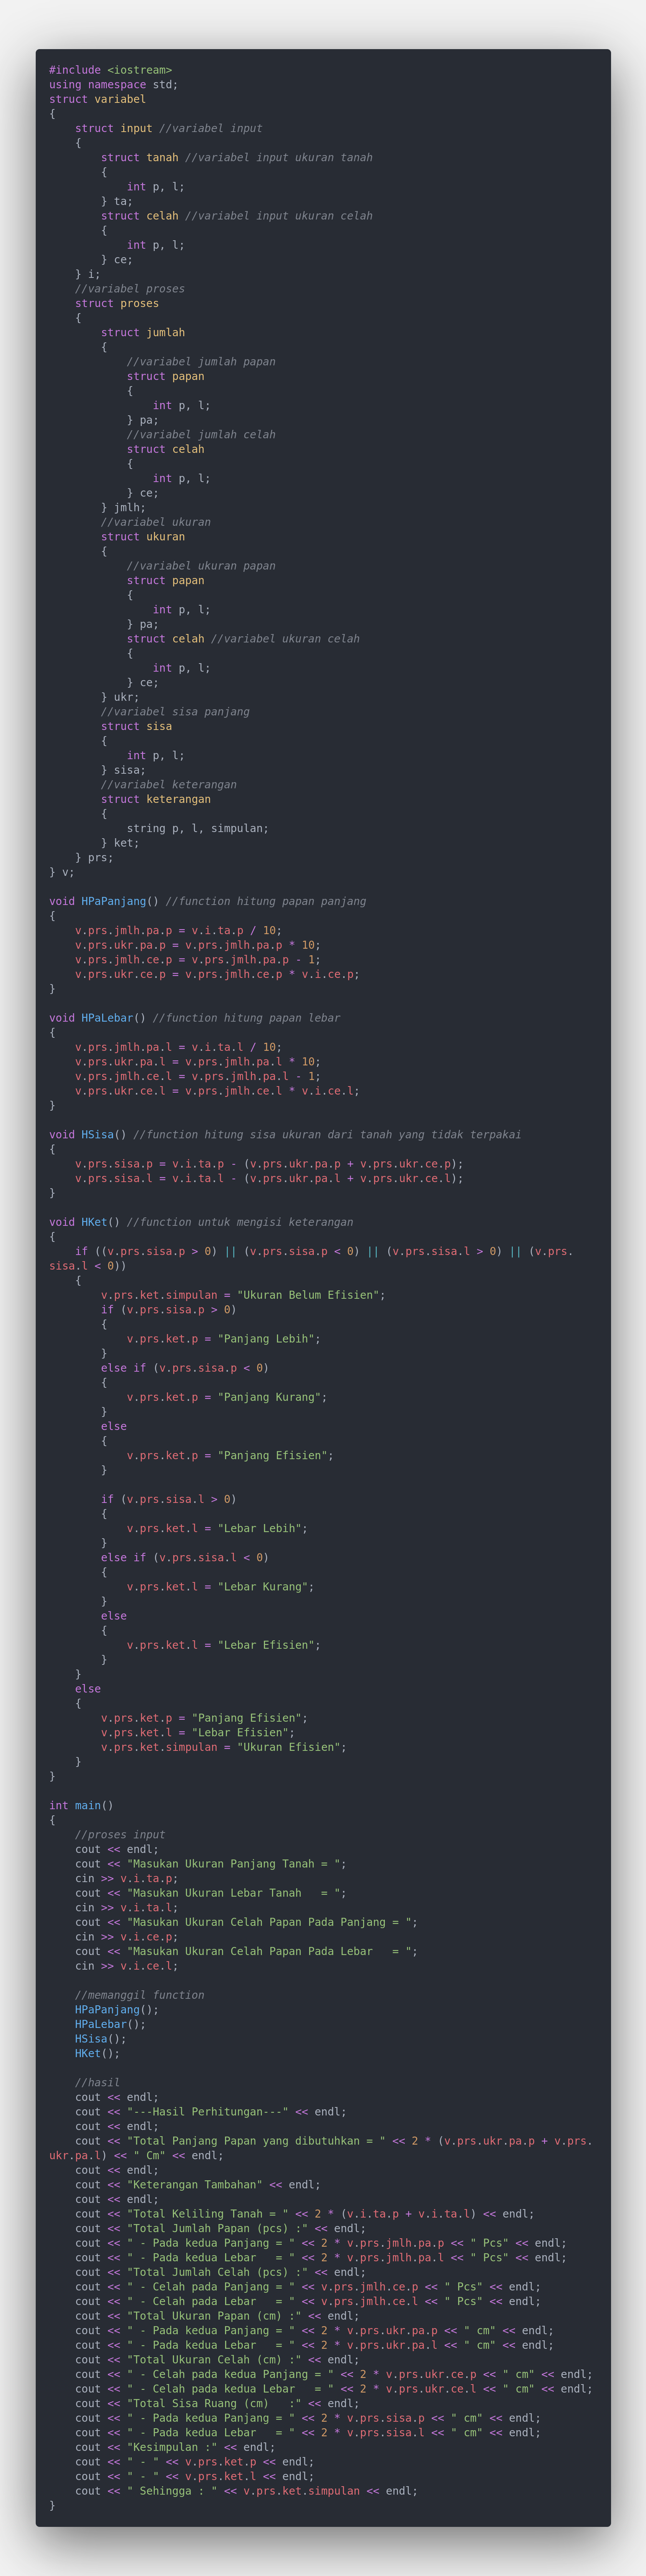 #include <iostream>
using namespace std;
struct variabel
{
    struct input //variabel input
    {
        struct tanah //variabel input ukuran tanah
        {
            int p, l;
        } ta;
        struct celah //variabel input ukuran celah
        {
            int p, l;
        } ce;
    } i;
    //variabel proses
    struct proses
    {
        struct jumlah
        {
            //variabel jumlah papan
            struct papan
            {
                int p, l;
            } pa;
            //variabel jumlah celah
            struct celah
            {
                int p, l;
            } ce;
        } jmlh;
        //variabel ukuran
        struct ukuran
        {
            //variabel ukuran papan
            struct papan
            {
                int p, l;
            } pa;
            struct celah //variabel ukuran celah
            {
                int p, l;
            } ce;
        } ukr;
        //variabel sisa panjang
        struct sisa
        {
            int p, l;
        } sisa;
        //variabel keterangan
        struct keterangan
        {
            string p, l, simpulan;
        } ket;
    } prs;
} v;

void HPaPanjang() //function hitung papan panjang
{
    v.prs.jmlh.pa.p = v.i.ta.p / 10;
    v.prs.ukr.pa.p = v.prs.jmlh.pa.p * 10;
    v.prs.jmlh.ce.p = v.prs.jmlh.pa.p - 1;
    v.prs.ukr.ce.p = v.prs.jmlh.ce.p * v.i.ce.p;
}

void HPaLebar() //function hitung papan lebar
{
    v.prs.jmlh.pa.l = v.i.ta.l / 10;
    v.prs.ukr.pa.l = v.prs.jmlh.pa.l * 10;
    v.prs.jmlh.ce.l = v.prs.jmlh.pa.l - 1;
    v.prs.ukr.ce.l = v.prs.jmlh.ce.l * v.i.ce.l;
}

void HSisa() //function hitung sisa ukuran dari tanah yang tidak terpakai
{
    v.prs.sisa.p = v.i.ta.p - (v.prs.ukr.pa.p + v.prs.ukr.ce.p);
    v.prs.sisa.l = v.i.ta.l - (v.prs.ukr.pa.l + v.prs.ukr.ce.l);
}

void HKet() //function untuk mengisi keterangan
{
    if ((v.prs.sisa.p > 0) || (v.prs.sisa.p < 0) || (v.prs.sisa.l > 0) || (v.prs.
sisa.l < 0))
    {
        v.prs.ket.simpulan = "Ukuran Belum Efisien";
        if (v.prs.sisa.p > 0)
        {
            v.prs.ket.p = "Panjang Lebih";
        }
        else if (v.prs.sisa.p < 0)
        {
            v.prs.ket.p = "Panjang Kurang";
        }
        else
        {
            v.prs.ket.p = "Panjang Efisien";
        }

        if (v.prs.sisa.l > 0)
        {
            v.prs.ket.l = "Lebar Lebih";
        }
        else if (v.prs.sisa.l < 0)
        {
            v.prs.ket.l = "Lebar Kurang";
        }
        else
        {
            v.prs.ket.l = "Lebar Efisien";
        }
    }
    else
    {
        v.prs.ket.p = "Panjang Efisien";
        v.prs.ket.l = "Lebar Efisien";
        v.prs.ket.simpulan = "Ukuran Efisien";
    }
}

int main()
{
    //proses input
    cout << endl;
    cout << "Masukan Ukuran Panjang Tanah = ";
    cin >> v.i.ta.p;
    cout << "Masukan Ukuran Lebar Tanah   = ";
    cin >> v.i.ta.l;
    cout << "Masukan Ukuran Celah Papan Pada Panjang = ";
    cin >> v.i.ce.p;
    cout << "Masukan Ukuran Celah Papan Pada Lebar   = ";
    cin >> v.i.ce.l;

    //memanggil function
    HPaPanjang();
    HPaLebar();
    HSisa();
    HKet();

    //hasil
    cout << endl;
    cout << "---Hasil Perhitungan---" << endl;
    cout << endl;
    cout << "Total Panjang Papan yang dibutuhkan = " << 2 * (v.prs.ukr.pa.p + v.prs.
ukr.pa.l) << " Cm" << endl;
    cout << endl;
    cout << "Keterangan Tambahan" << endl;
    cout << endl;
    cout << "Total Keliling Tanah = " << 2 * (v.i.ta.p + v.i.ta.l) << endl;
    cout << "Total Jumlah Papan (pcs) :" << endl;
    cout << " - Pada kedua Panjang = " << 2 * v.prs.jmlh.pa.p << " Pcs" << endl;
    cout << " - Pada kedua Lebar   = " << 2 * v.prs.jmlh.pa.l << " Pcs" << endl;
    cout << "Total Jumlah Celah (pcs) :" << endl;
    cout << " - Celah pada Panjang = " << v.prs.jmlh.ce.p << " Pcs" << endl;
    cout << " - Celah pada Lebar   = " << v.prs.jmlh.ce.l << " Pcs" << endl;
    cout << "Total Ukuran Papan (cm) :" << endl;
    cout << " - Pada kedua Panjang = " << 2 * v.prs.ukr.pa.p << " cm" << endl;
    cout << " - Pada kedua Lebar   = " << 2 * v.prs.ukr.pa.l << " cm" << endl;
    cout << "Total Ukuran Celah (cm) :" << endl;
    cout << " - Celah pada kedua Panjang = " << 2 * v.prs.ukr.ce.p << " cm" << endl;
    cout << " - Celah pada kedua Lebar   = " << 2 * v.prs.ukr.ce.l << " cm" << endl;
    cout << "Total Sisa Ruang (cm)   :" << endl;
    cout << " - Pada kedua Panjang = " << 2 * v.prs.sisa.p << " cm" << endl;
    cout << " - Pada kedua Lebar   = " << 2 * v.prs.sisa.l << " cm" << endl;
    cout << "Kesimpulan :" << endl;
    cout << " - " << v.prs.ket.p << endl;
    cout << " - " << v.prs.ket.l << endl;
    cout << " Sehingga : " << v.prs.ket.simpulan << endl;
}